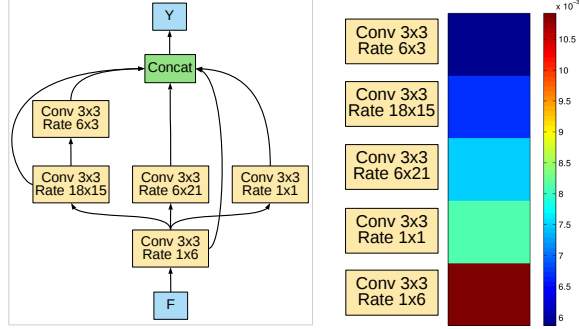 Y
Concat
Conv 3x3
Rate 6x3
Conv 3x3
Rate 18x15
Conv 3x3
Rate 6x21
Conv 3x3
Rate 1x1
Conv 3x3
Rate 1x6
F
Conv 3x3
Rate 6x3
Conv 3x3
Rate 18x15
Conv 3x3
Rate 6x21
Conv 3x3
Rate 1x1
Conv 3x3
Rate 1x6
x 10⁻³
10.5
10
9.5
9
8.5
8
7.5
7
6.5
6